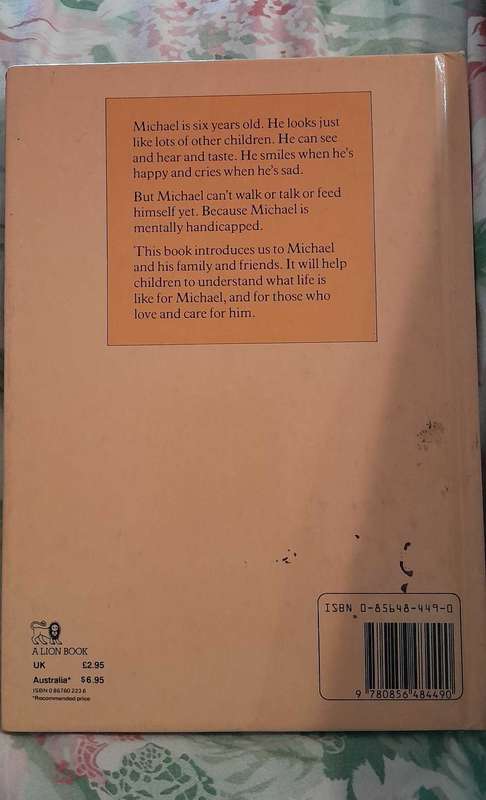 Michael is six years old. He looks just
like lots of other children. He can see
and hear and taste. He smiles when he's
happy and cries when he's sad.
But Michael can't walk or talk or feed
himself yet. Because Michael is
mentally handicapped.
This book introduces us to Michael
and his family and friends. It will help
children to understand what life is
like for Michael, and for those who
love and care for him.
A LION BOOK
UK £2.95
Australia* $6.95
ISBN 0 86760 223 6
*Recommended price
ISBN 0-85648-449-0
9 780856 484490